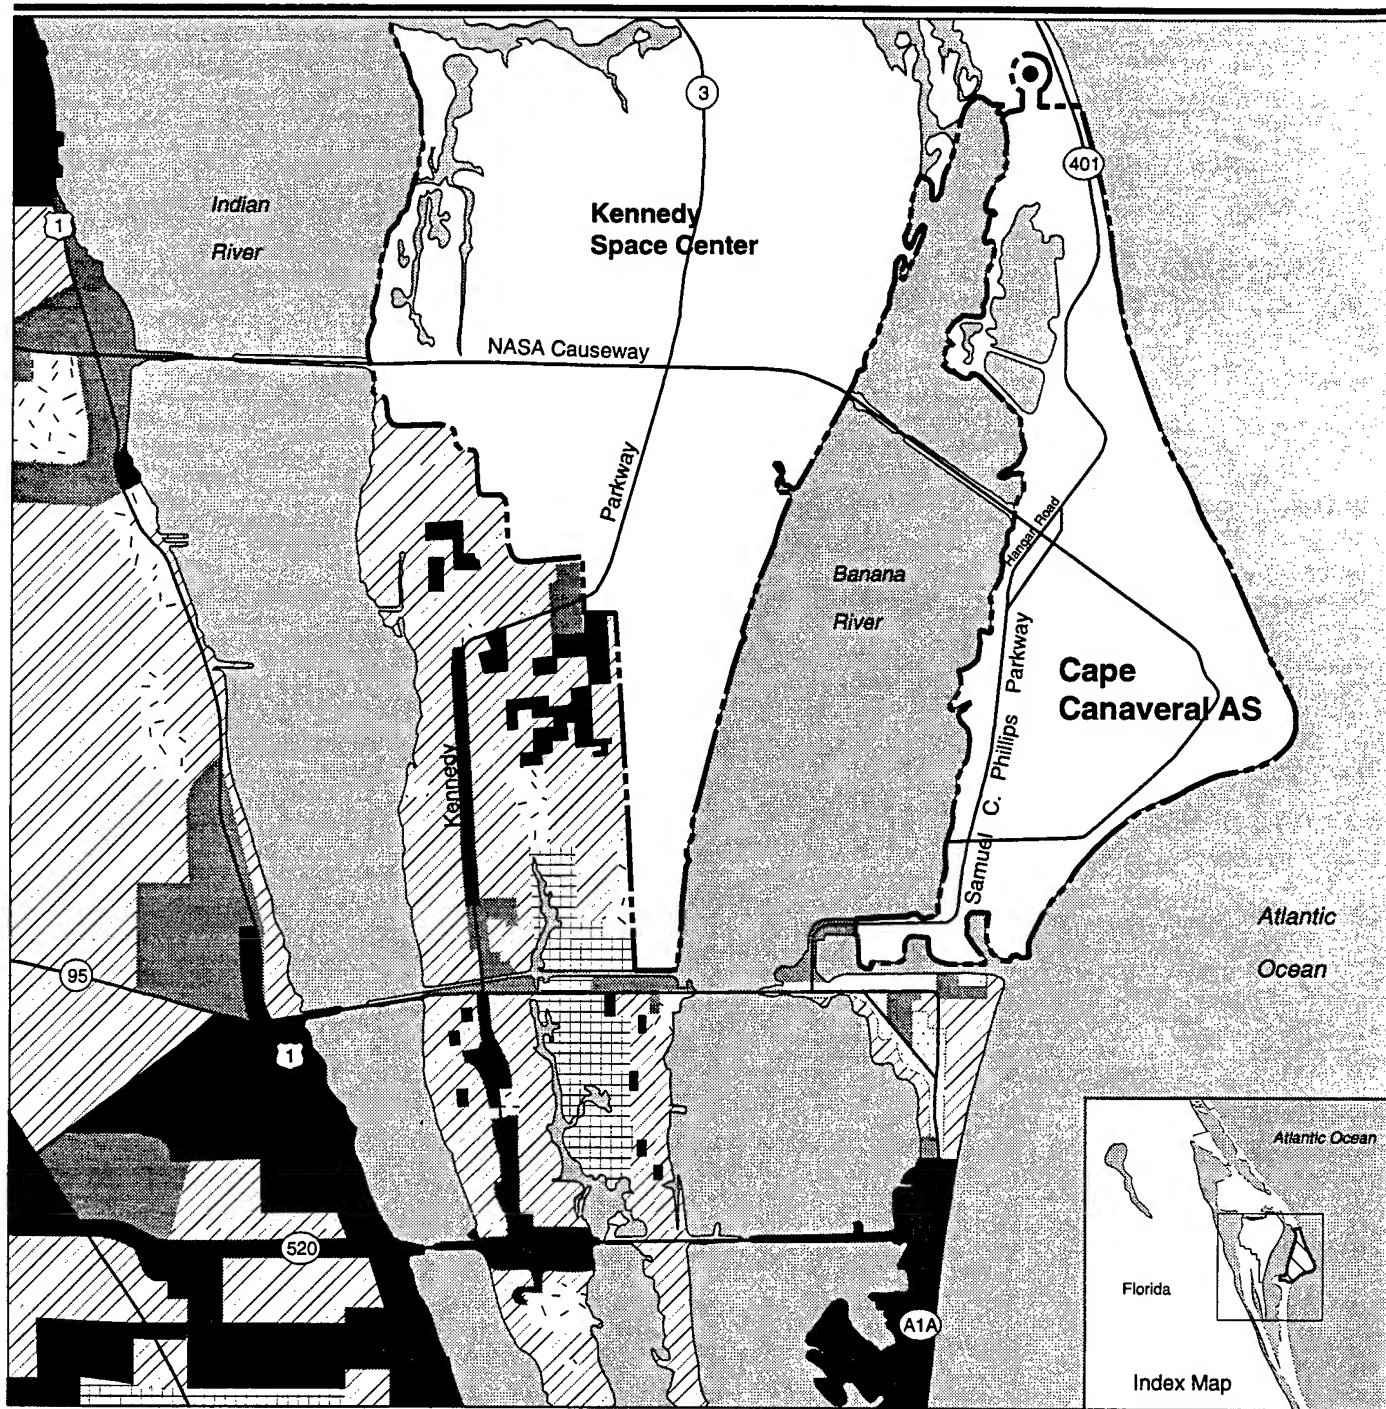 3
401
1
Indian
River
Kennedy
Space Center
NASA Causeway
Parkway
Hangar Road
Banana
River
Parkway
Phillips
C.
Samuel
Cape
Canaveral AS
Kennedy
Atlantic
Ocean
95
1
520
A1A
Atlantic Ocean
Florida
Index Map